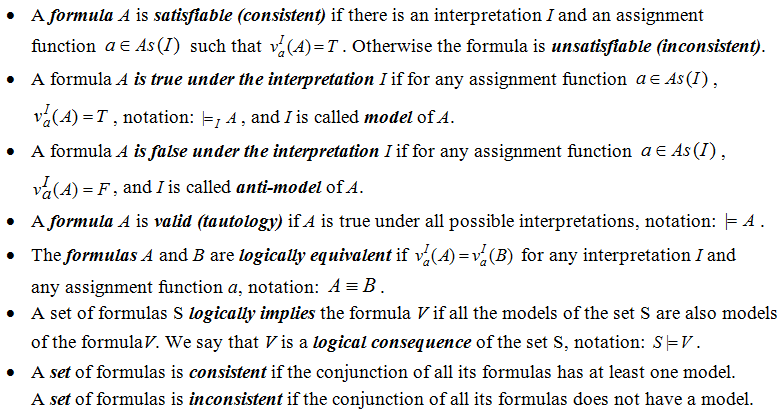 • A formula A is satisfiable (consistent) if there is an interpretation I and an assignment
function a ∈ As(I) such that v_a^I(A) = T. Otherwise the formula is unsatisfiable (inconsistent).
• A formula A is true under the interpretation I if for any assignment function a ∈ As(I),
v_a^I(A) = T, notation: ⊨_I A, and I is called model of A.
• A formula A is false under the interpretation I if for any assignment function a ∈ As(I),
v_a^I(A) = F, and I is called anti-model of A.
• A formula A is valid (tautology) if A is true under all possible interpretations, notation: ⊨ A.
• The formulas A and B are logically equivalent if v_a^I(A) = v_a^I(B) for any interpretation I and
any assignment function a, notation: A ≡ B.
• A set of formulas S logically implies the formula V if all the models of the set S are also models
of the formulaV. We say that V is a logical consequence of the set S, notation: S ⊨ V.
• A set of formulas is consistent if the conjunction of all its formulas has at least one model.
A set of formulas is inconsistent if the conjunction of all its formulas does not have a model.